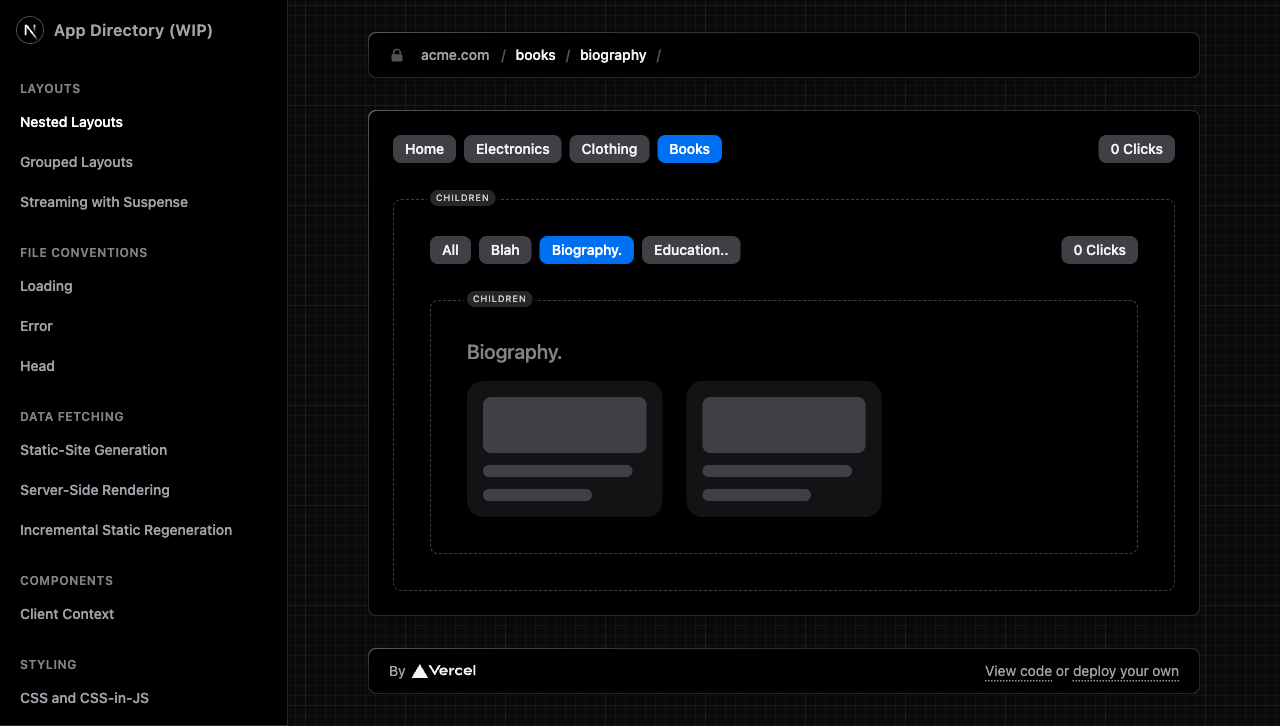 App Directory (WIP)
LAYOUTS
Nested Layouts
Grouped Layouts
Streaming with Suspense
FILE CONVENTIONS
Loading
Error
Head
DATA FETCHING
Static-Site Generation
Server-Side Rendering
Incremental Static Regeneration
COMPONENTS
Client Context
STYLING
CSS and CSS-in-JS
acme.com / books / biography /
Home Electronics Clothing Books 0 Clicks
CHILDREN
All Blah Biography. Education.. 0 Clicks
CHILDREN
Biography.
By Vercel View code or deploy your own